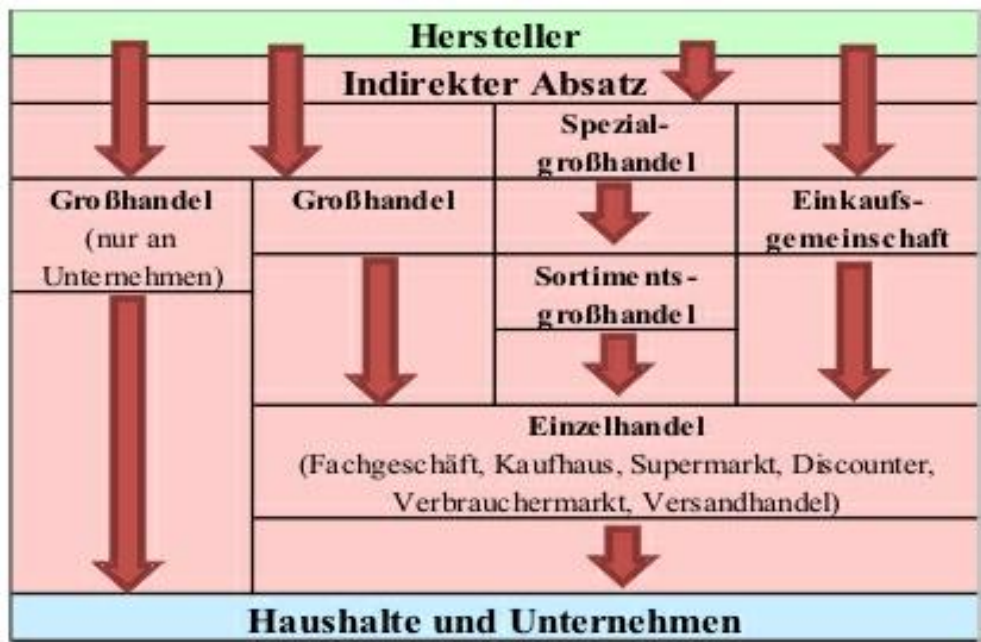 Hersteller
Indirekter Absatz
Spezial-
großhandel
Großhandel
(nur an
Unternehmen)
Großhandel
Einkaufs-
gemeinschaft
Sortiments-
großhandel
Einzelhandel
(Fachgeschäft, Kaufhaus, Supermarkt, Discounter,
Verbrauchermarkt, Versandhandel)
Haushalte und Unternehmen